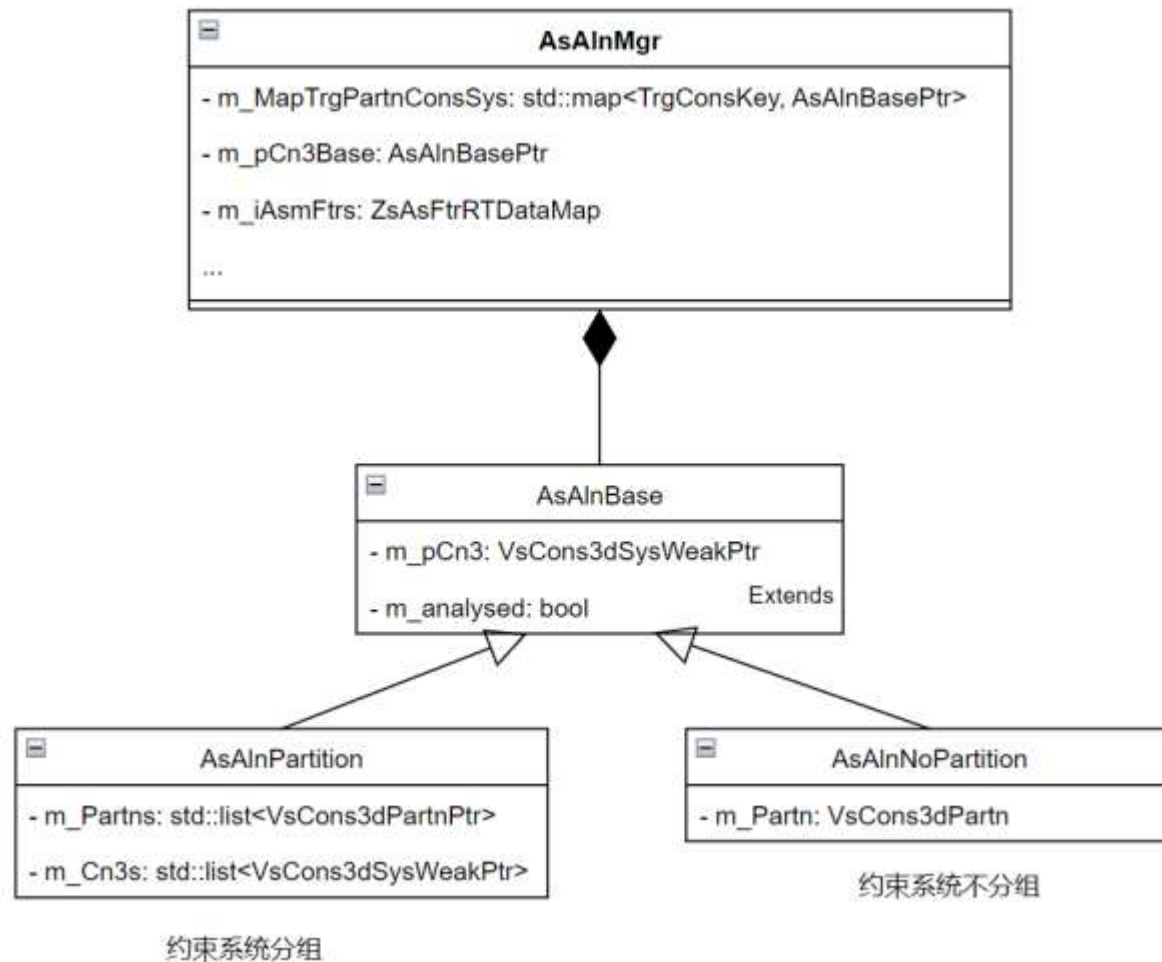 AsAlnMgr
- m_MapTrgPartnConsSys: std::map<TrgConsKey, AsAlnBasePtr>
- m_pCn3Base: AsAlnBasePtr
- m_iAsmFtrs: ZsAsFtrRTDataMap
...
AsAlnBase
- m_pCn3: VsCons3dSysWeakPtr
- m_analysed: bool
Extends
AsAlnPartition
- m_Partns: std::list<VsCons3dPartnPtr>
- m_Cn3s: std::list<VsCons3dSysWeakPtr>
约束系统分组
AsAlnNoPartition
- m_Partn: VsCons3dPartn
约束系统不分组